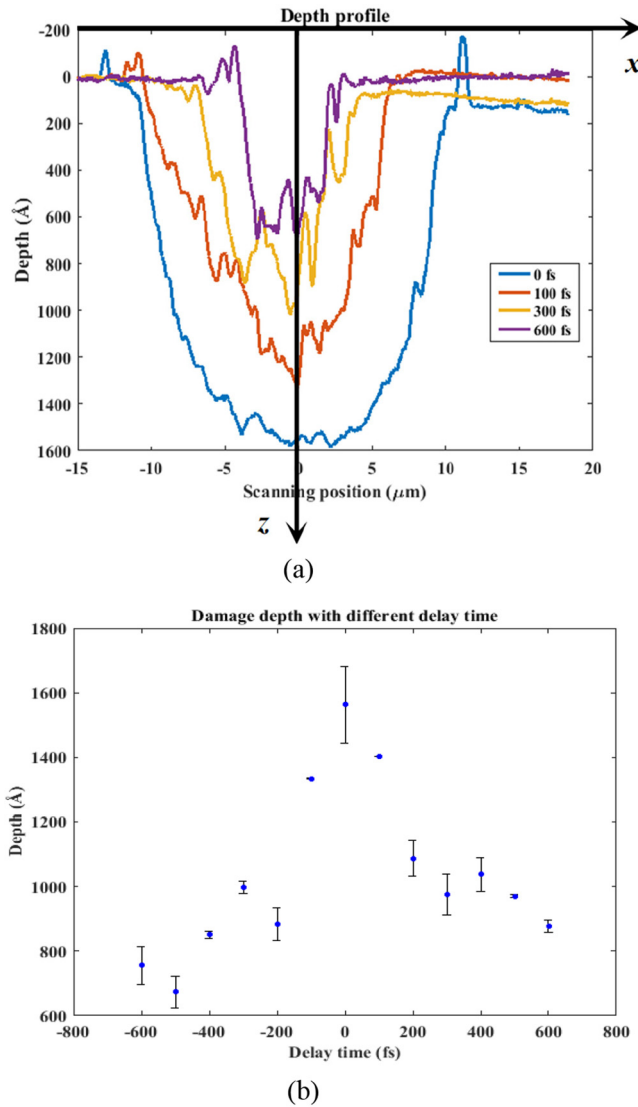 Depth profile
x
-200
0
200
400
600
800
1000
1200
1400
1600
Depth (Å)
0 fs
100 fs
300 fs
600 fs
-15 -10 -5 0 5 10 15 20
Scanning position (μm)
z
(a)
Damage depth with different delay time
1800
1600
1400
1200
1000
800
600
Depth (Å)
-800 -600 -400 -200 0 200 400 600 800
Delay time (fs)
(b)